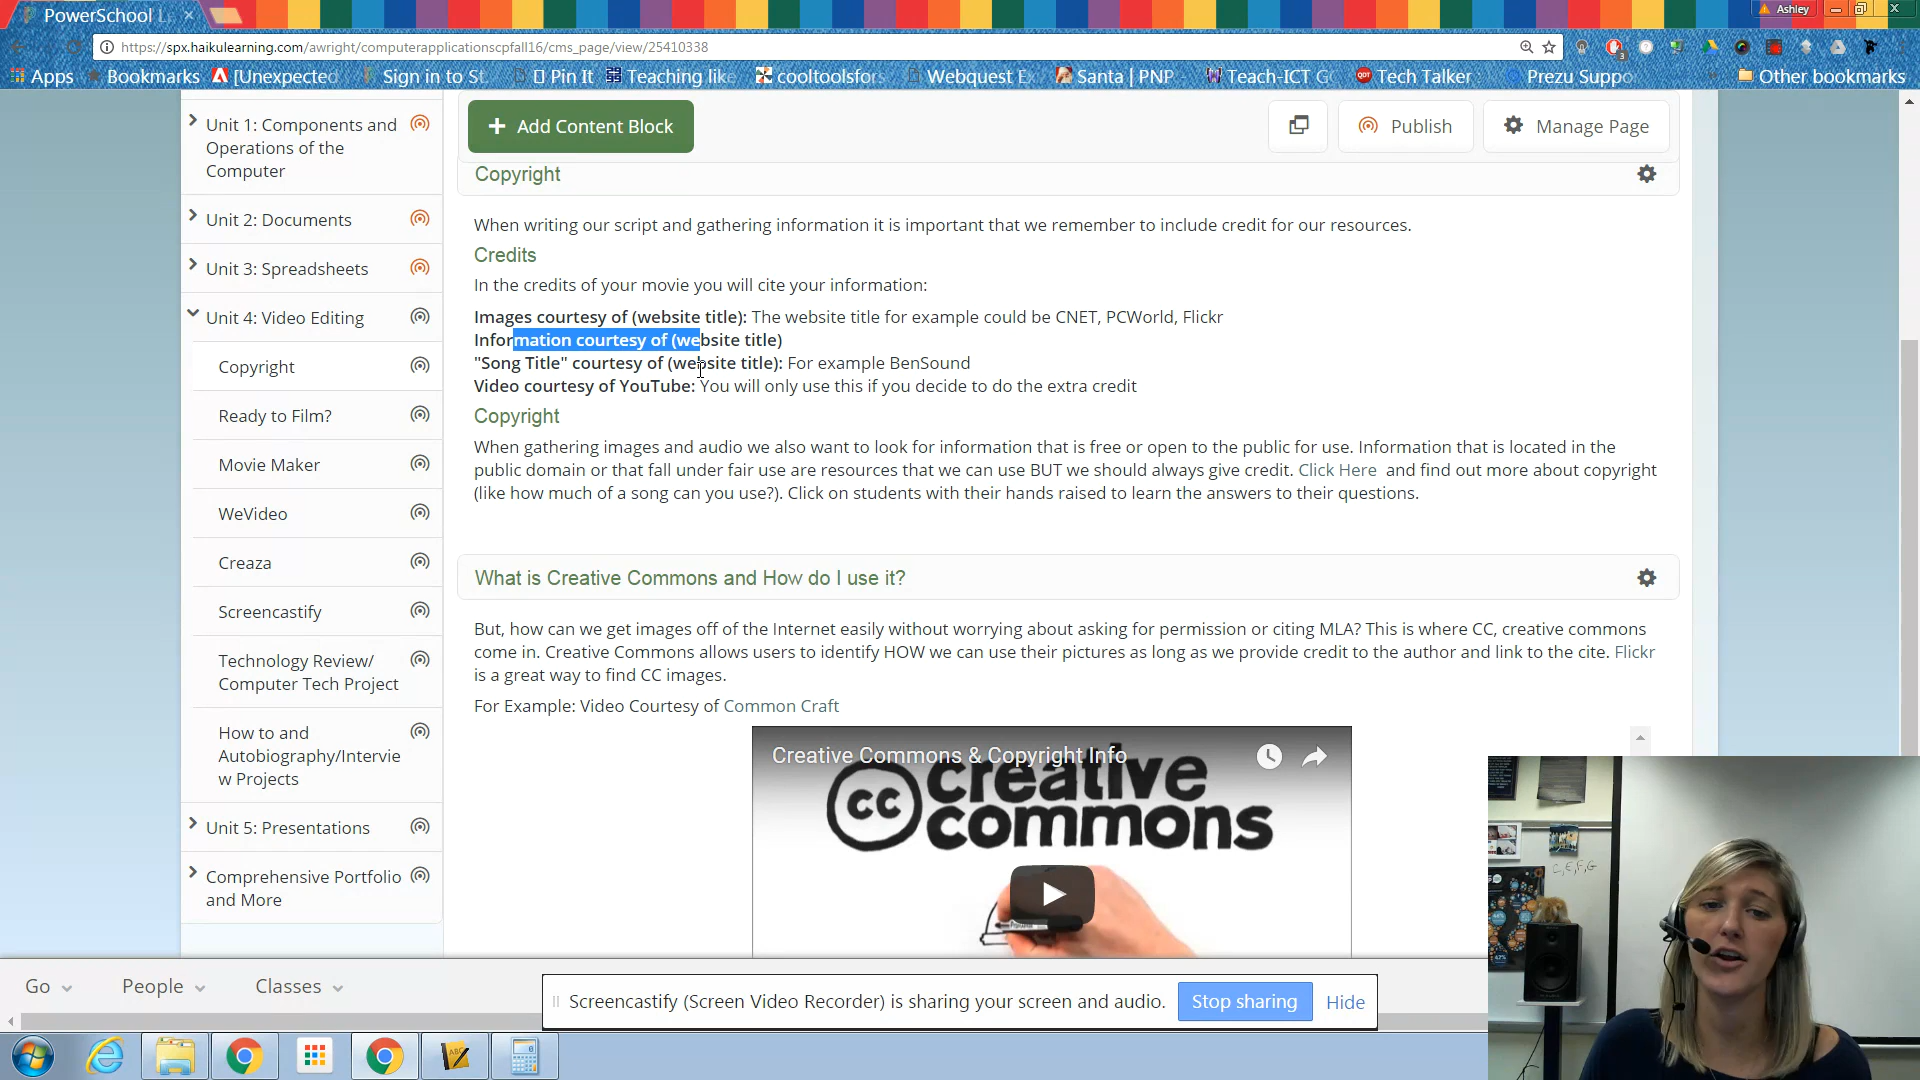 PowerSchool L
Ashley
https://spx.haikulearning.com/awright/computerapplicationscpfall16/cms_page/view/25410338
Apps Bookmarks [Unexpected Sign in to St Pin It Teaching like cooltoolsfor Webquest E Santa | PNP Teach-ICT G Tech Talker Prezu Suppo Other bookmarks
Unit 1: Components and
Operations of the
Computer
Unit 2: Documents
Unit 3: Spreadsheets
Unit 4: Video Editing
Copyright
Ready to Film?
Movie Maker
WeVideo
Creaza
Screencastify
Technology Review/
Computer Tech Project
How to and
Autobiography/Intervie
w Projects
Unit 5: Presentations
Comprehensive Portfolio
and More
+ Add Content Block
Publish
Manage Page
Copyright
When writing our script and gathering information it is important that we remember to include credit for our resources.
Credits
In the credits of your movie you will cite your information:
Images courtesy of (website title): The website title for example could be CNET, PCWorld, Flickr
Information courtesy of (website title)
"Song Title" courtesy of (website title): For example BenSound
Video courtesy of YouTube: You will only use this if you decide to do the extra credit
Copyright
When gathering images and audio we also want to look for information that is free or open to the public for use. Information that is located in the
public domain or that fall under fair use are resources that we can use BUT we should always give credit. Click Here and find out more about copyright
(like how much of a song can you use?). Click on students with their hands raised to learn the answers to their questions.
What is Creative Commons and How do I use it?
But, how can we get images off of the Internet easily without worrying about asking for permission or citing MLA? This is where CC, creative commons
come in. Creative Commons allows users to identify HOW we can use their pictures as long as we provide credit to the author and link to the cite. Flickr
is a great way to find CC images.
For Example: Video Courtesy of Common Craft
Creative Commons & Copyright Info
cc creative
commons
C, E, F, G
Go People Classes
Screencastify (Screen Video Recorder) is sharing your screen and audio. Stop sharing Hide